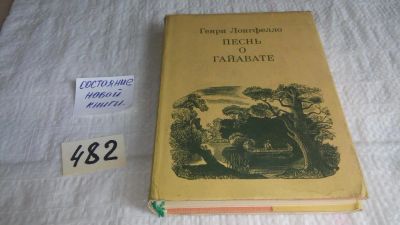 Генри Лонгфелло
ПЕСНЬ
О
ГАЙАВАТЕ
состояние
новой
книги.
482